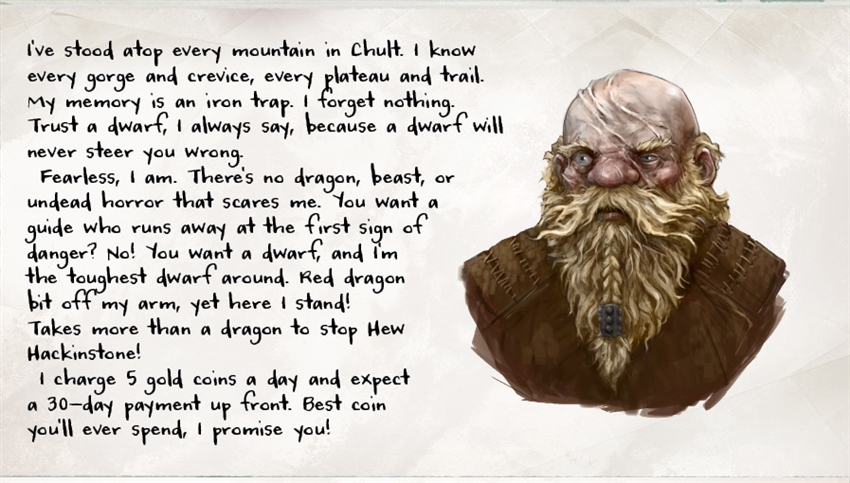 I've stood atop every mountain in Chult. I know
every gorge and crevice, every plateau and trail.
My memory is an iron trap. I forget nothing.
Trust a dwarf, I always say, because a dwarf will
never steer you wrong.
Fearless, I am. There's no dragon, beast, or
undead horror that scares me. You want a
guide who runs away at the first sign of
danger? No! You want a dwarf, and I'm
the toughest dwarf around. Red dragon
bit off my arm, yet here I stand!
Takes more than a dragon to stop Hew
Hackinstone!
I charge 5 gold coins a day and expect
a 30-day payment up front. Best coin
you'll ever spend, I promise you!